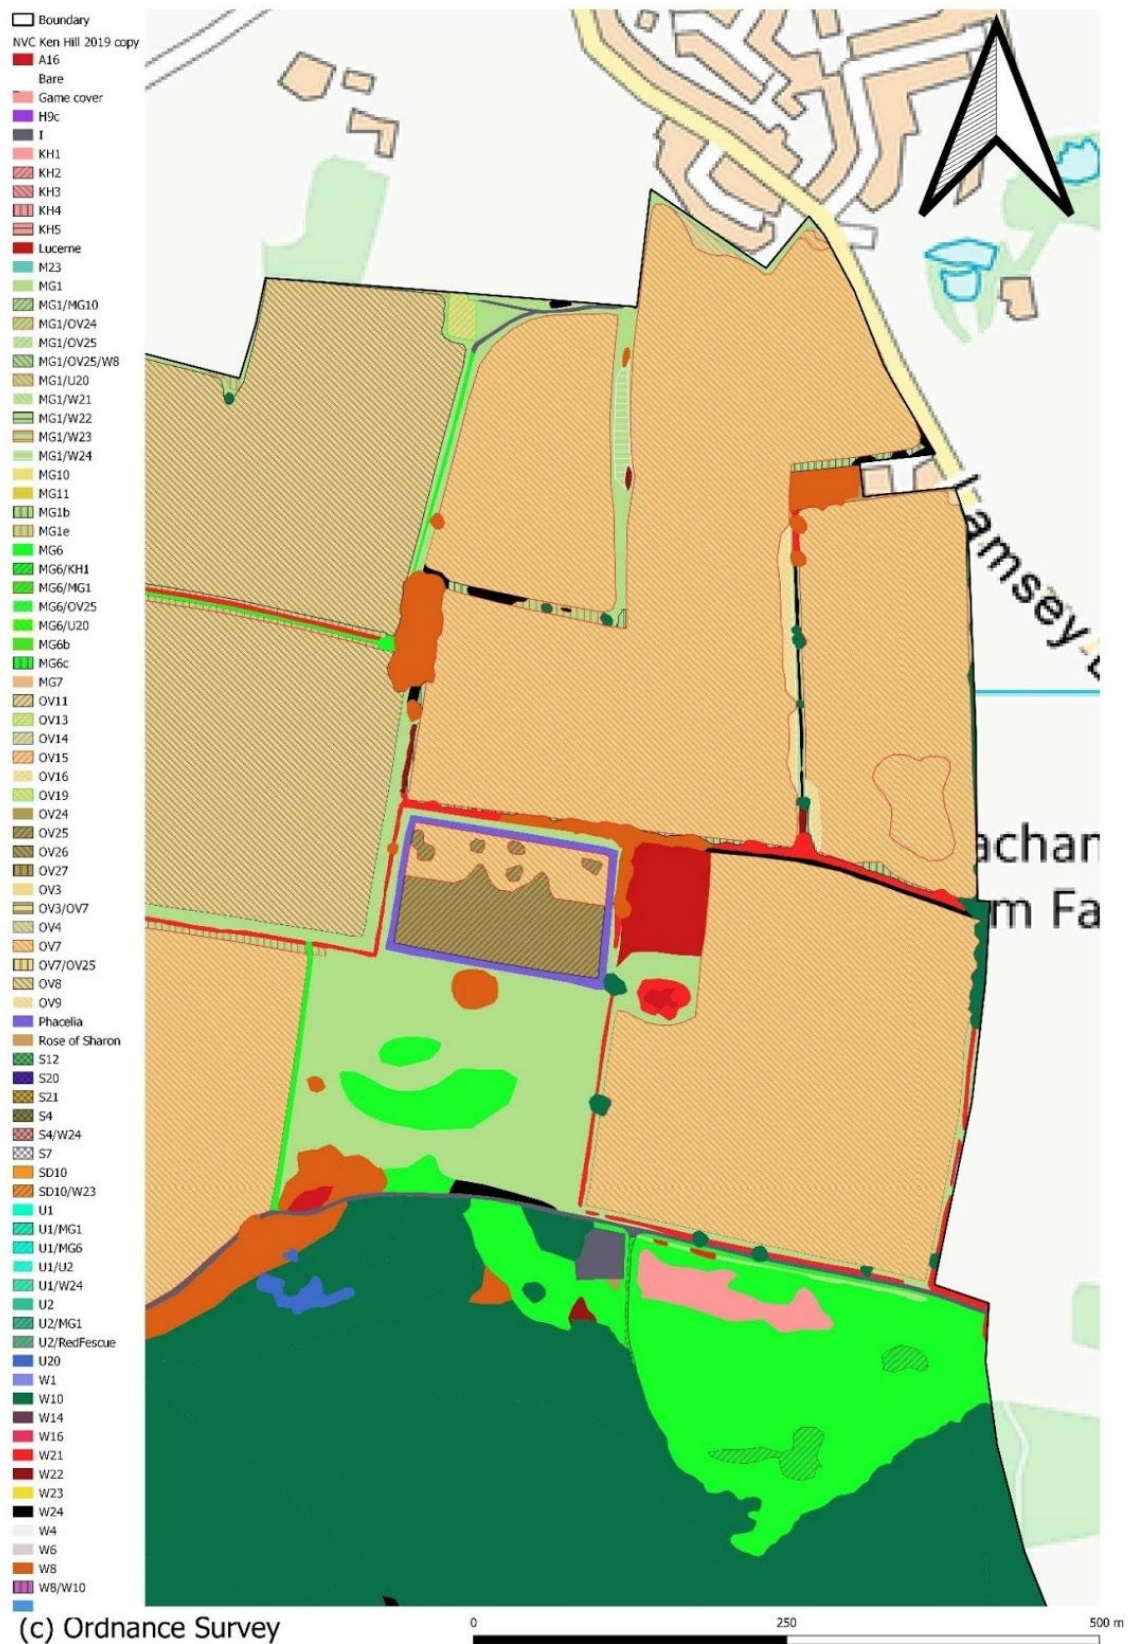 Boundary
NVC Ken Hill 2019 copy
A16
Bare
Game cover
H9c
I
KH1
KH2
KH3
KH4
KH5
Lucerne
M23
MG1
MG1/MG10
MG1/OV24
MG1/OV25
MG1/OV25/W8
MG1/U20
MG1/W21
MG1/W22
MG1/W23
MG1/W24
MG10
MG11
MG1b
MG1e
MG6
MG6/KH1
MG6/MG1
MG6/OV25
MG6/U20
MG6b
MG6c
MG7
OV11
OV13
OV14
OV15
OV16
OV19
OV24
OV25
OV26
OV27
OV3
OV3/OV7
OV4
OV7
OV7/OV25
OV8
OV9
Phacelia
Rose of Sharon
S12
S20
S21
S4
S4/W24
S7
SD10
SD10/W23
U1
U1/MG1
U1/MG6
U1/U2
U1/W24
U2
U2/MG1
U2/RedFescue
U20
W1
W10
W14
W16
W21
W22
W23
W24
W4
W6
W8
W8/W10
amsey
achan
m Fa
(c) Ordnance Survey
0 250 500 m